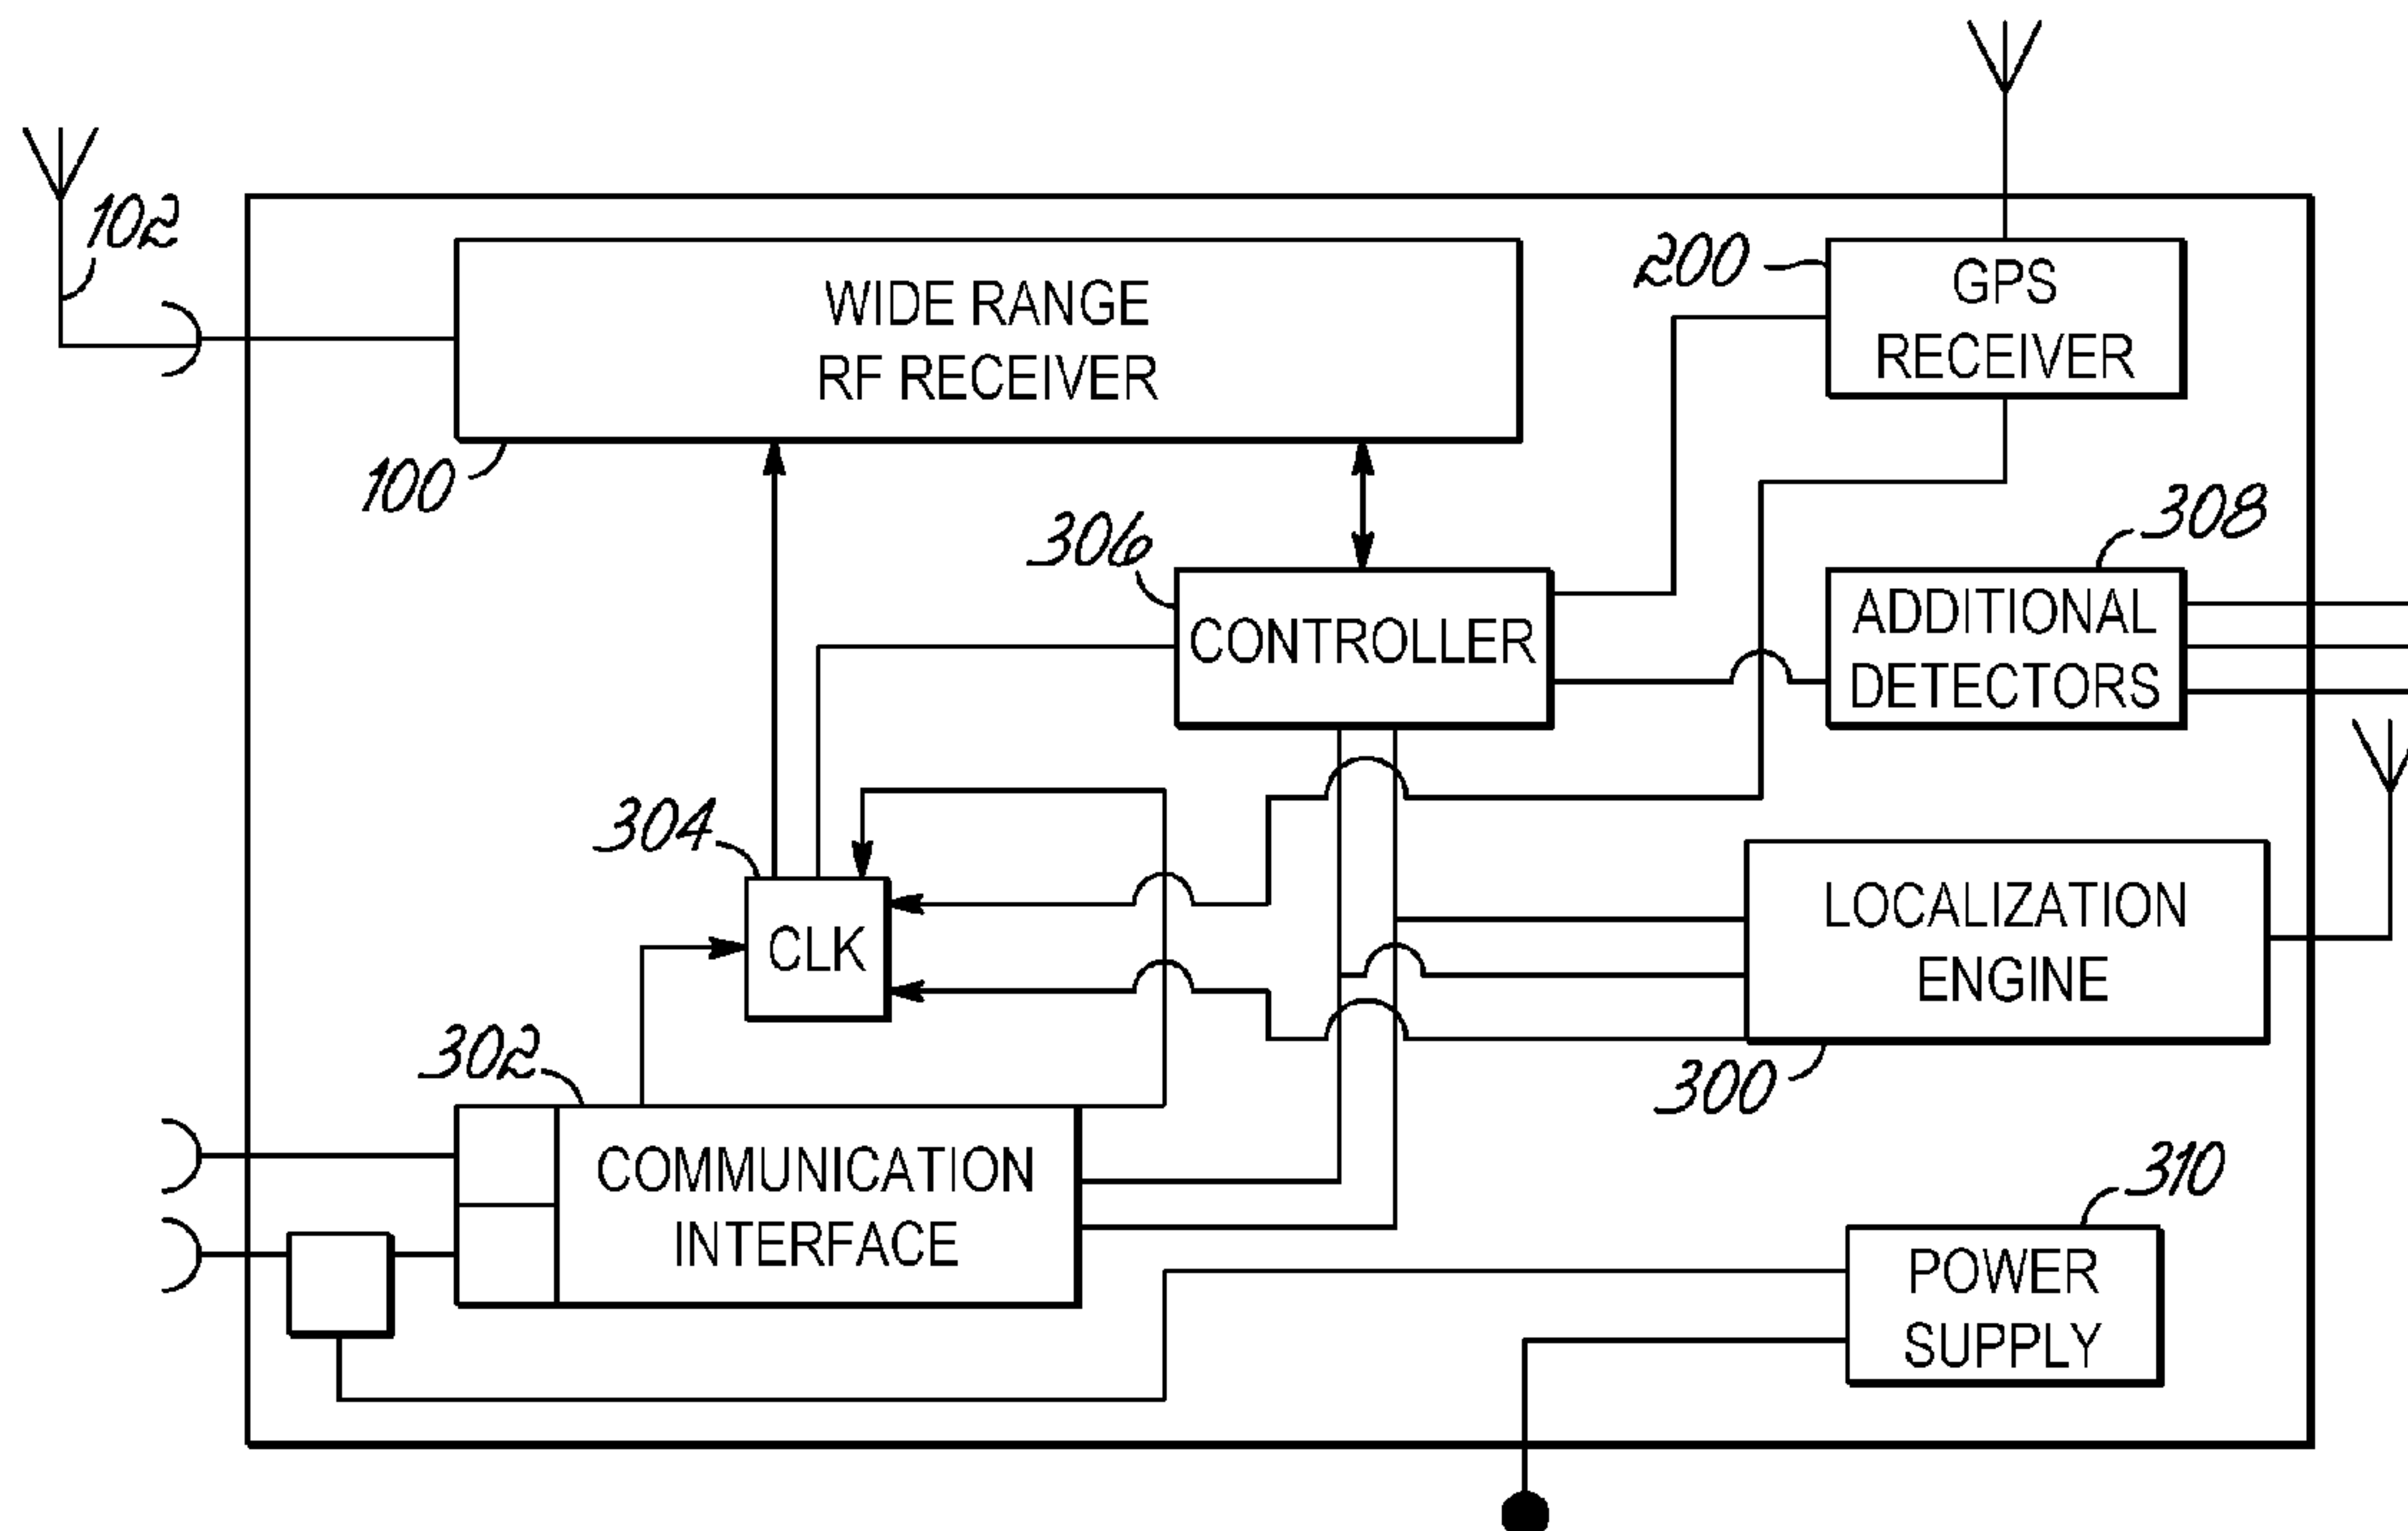 102
WIDE RANGE
RF RECEIVER
100
200
GPS
RECEIVER
306
CONTROLLER
308
ADDITIONAL
DETECTORS
304
CLK
LOCALIZATION
ENGINE
300
302
COMMUNICATION
INTERFACE
310
POWER
SUPPLY